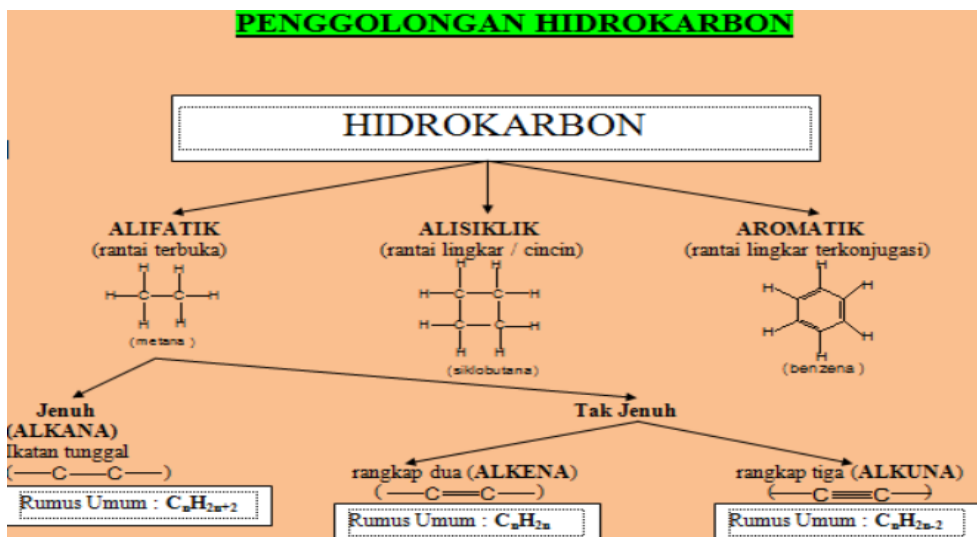 PENGGOLONGAN HIDROKARBON
HIDROKARBON
ALIFATIK
(rantai terbuka)
H H
H—C—C—H
H H
(metana )
ALISIKLIK
(rantai lingkar / cincin)
H H
H—C—C—H
H—C—C—H
H H
(siklobutana)
AROMATIK
(rantai lingkar terkonjugasi)
H
H H
H H
H
(benzena )
Jenuh
(ALKANA)
Ikatan tunggal
(—C—C—)
Rumus Umum : CₙH₂ₙ₊₂
Tak Jenuh
rangkap dua (ALKENA)
(—C=C—)
Rumus Umum : CₙH₂ₙ
rangkap tiga (ALKUNA)
(—C≡C—)
Rumus Umum : CₙH₂ₙ₋₂